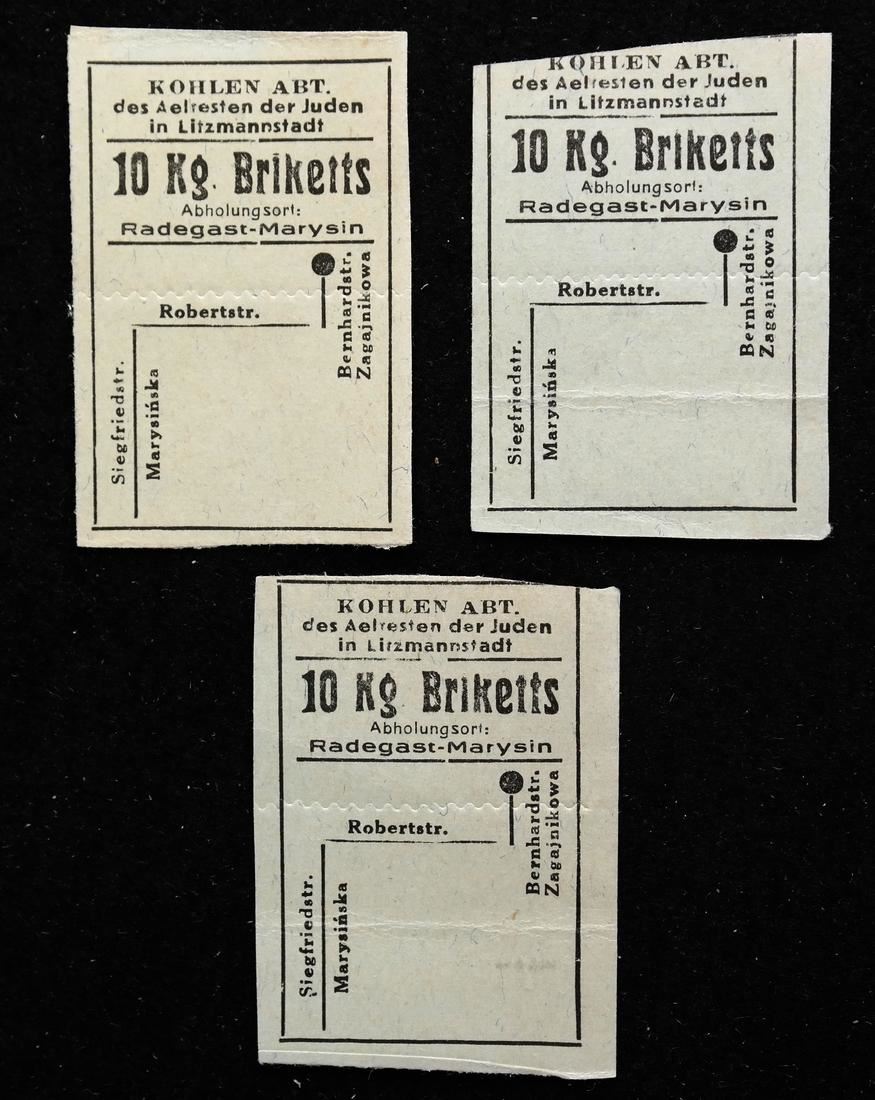 KOHLEN ABT.
des Aeltesten der Juden
in Litzmannstadt
10 Kg. Briketts
Abholungsort:
Radegast-Marysin
Robertstr.
Bernhardstr.
Zagajnikowa
Siegfriedstr.
Marysińska
KOHLEN ABT.
des Aeltesten der Juden
in Litzmannstadt
10 Kg. Briketts
Abholungsort:
Radegast-Marysin
Robertstr.
Bernhardstr.
Zagajnikowa
Siegfriedstr.
Marysińska
KOHLEN ABT.
des Aeltesten der Juden
in Litzmannstadt
10 Kg. Briketts
Abholungsort:
Radegast-Marysin
Robertstr.
Bernhardstr.
Zagajnikowa
Siegfriedstr.
Marysińska